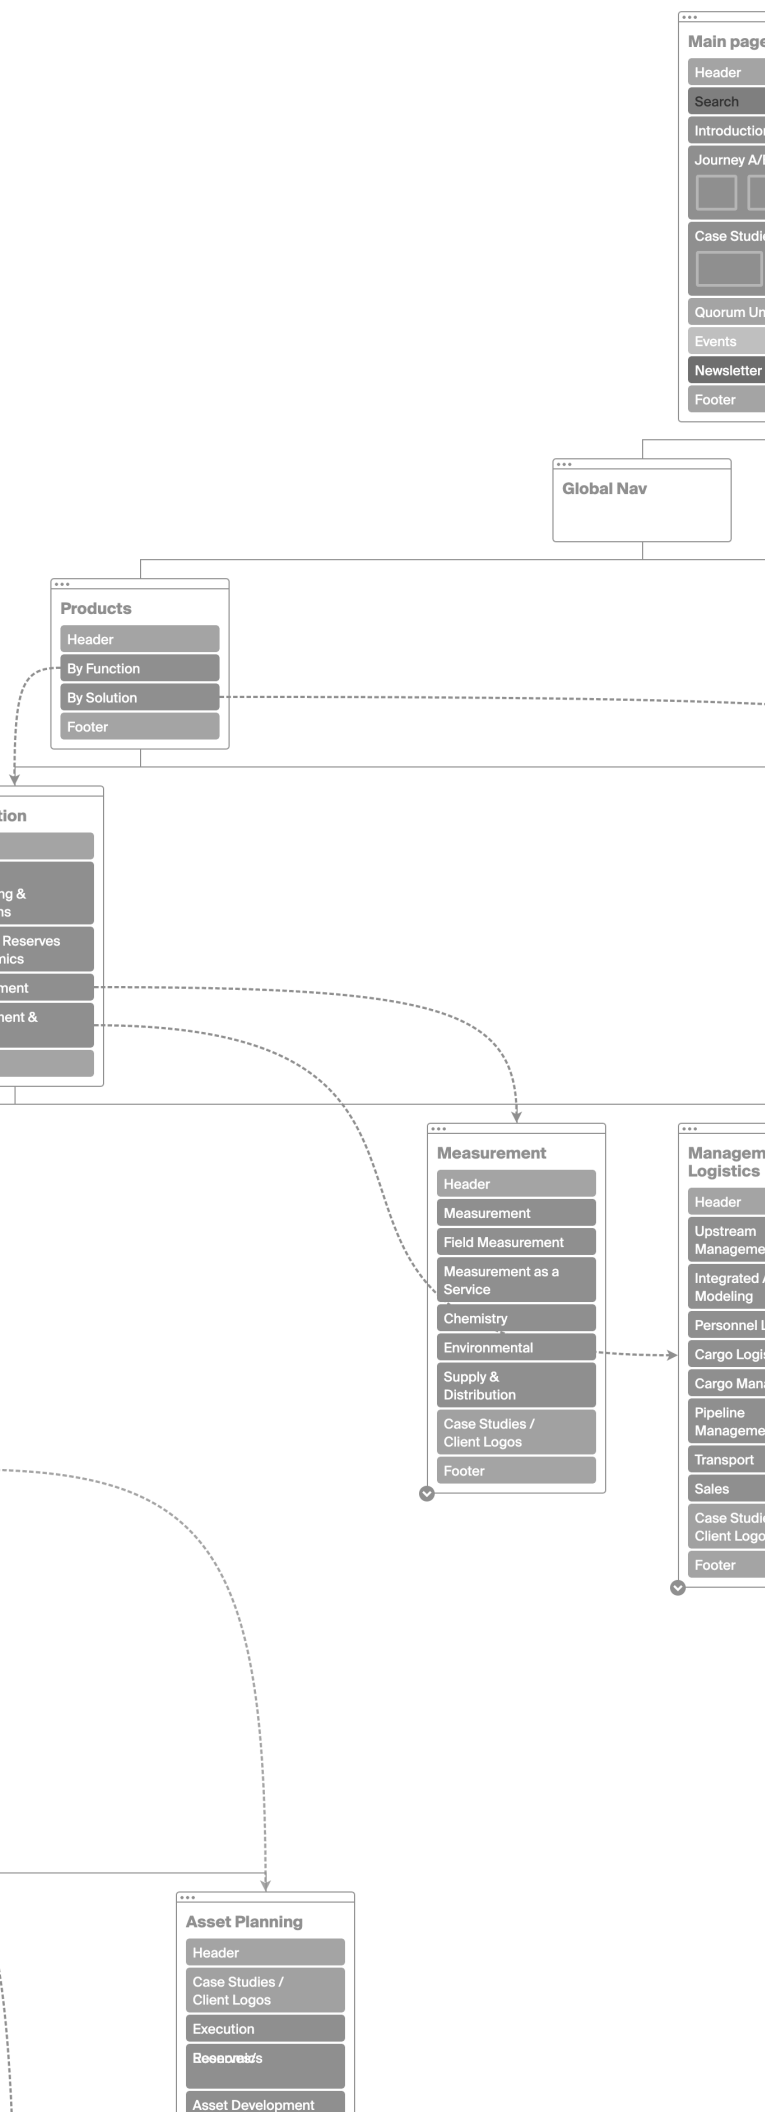 Main page
Header
Search
Introduction
Journey A/
Case Studie
Quorum Un
Events
Newsletter
Footer
Global Nav
Products
Header
By Function
By Solution
Footer
tion
ng &
ns
Reserves
mics
ment
ment &
Measurement
Header
Measurement
Field Measurement
Measurement as a
Service
Chemistry
Environmental
Supply &
Distribution
Case Studies /
Client Logos
Footer
Managem
Logistics
Header
Upstream
Manageme
Integrated A
Modeling
Personnel L
Cargo Logis
Cargo Mana
Pipeline
Manageme
Transport
Sales
Case Studie
Client Logo
Footer
Asset Planning
Header
Case Studies /
Client Logos
Execution
Asset Development